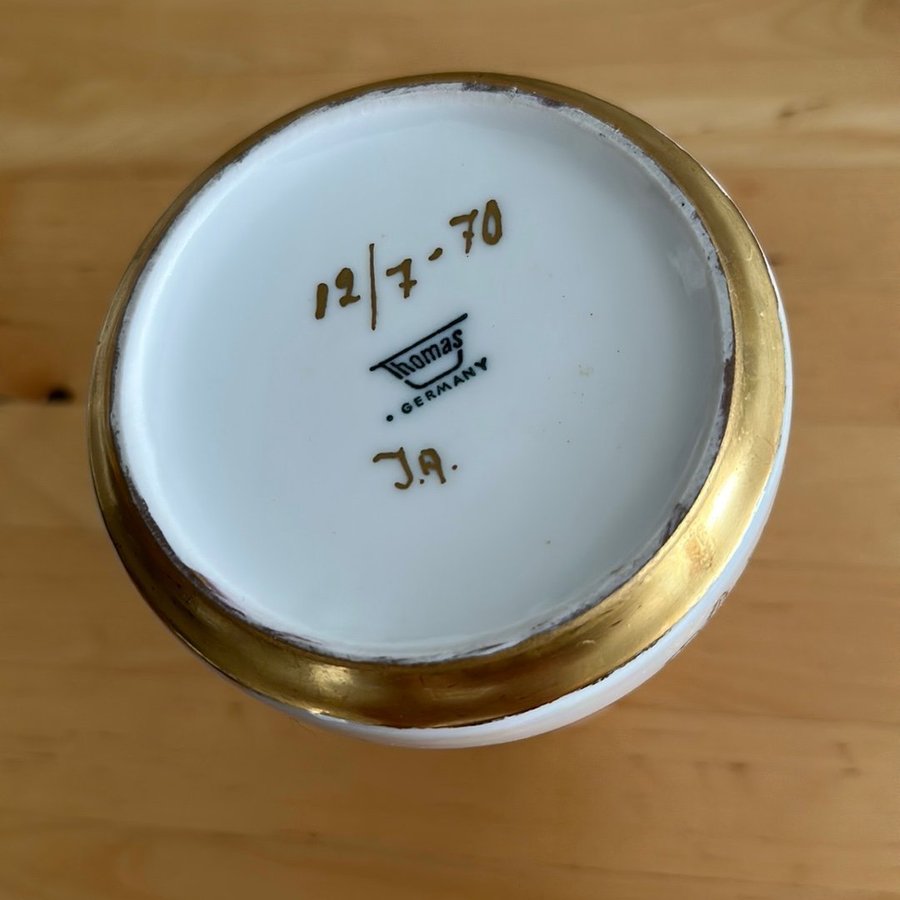 12/7-70
Thomas
. GERMANY
J.A.